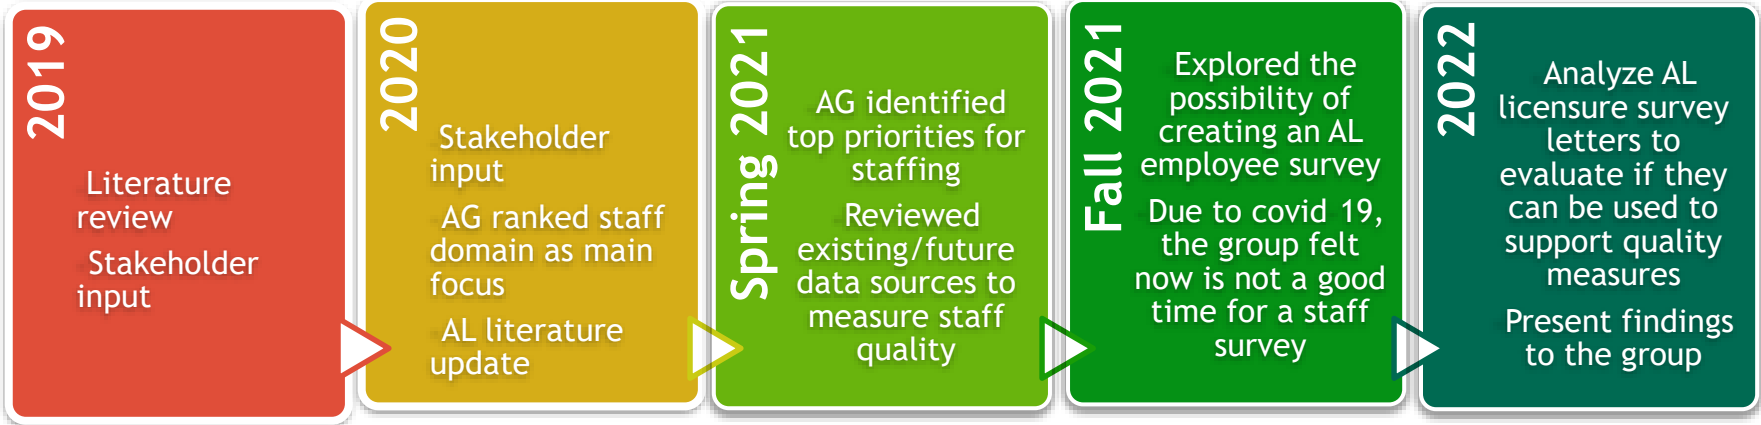 2019
Literature
review
Stakeholder
input
2020
Stakeholder
input
AG ranked staff
domain as main
focus
AL literature
update
Spring 2021
AG identified
top priorities for
staffing
Reviewed
existing/future
data sources to
measure staff
quality
Fall 2021
Explored the
possibility of
creating an AL
employee survey
Due to covid 19,
the group felt
now is not a good
time for a staff
survey
2022
Analyze AL
licensure survey
letters to
evaluate if they
can be used to
support quality
measures
Present findings
to the group